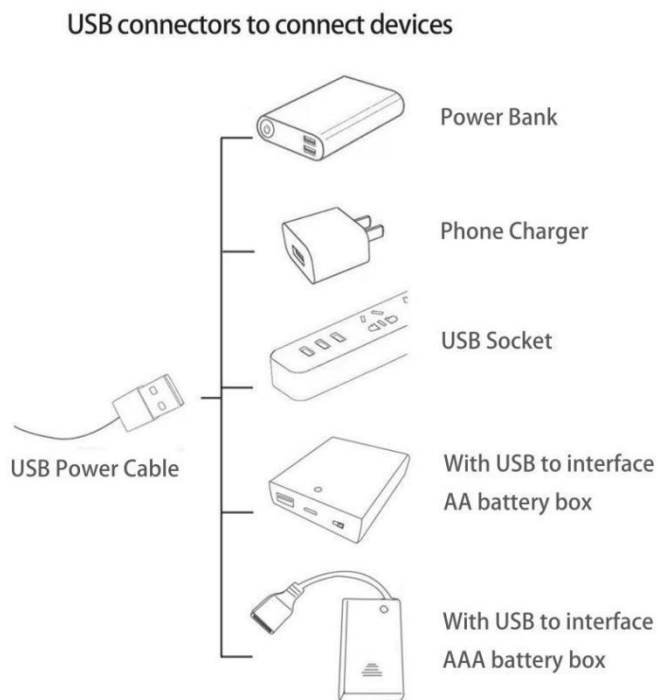 USB connectors to connect devices
Power Bank
Phone Charger
USB Socket
USB Power Cable
With USB to interface
AA battery box
With USB to interface
AAA battery box